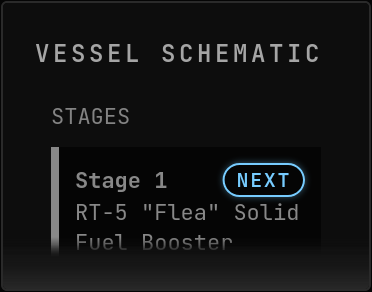 VESSEL SCHEMATIC
STAGES
Stage 1 NEXT
RT-5 "Flea" Solid
Fuel Booster